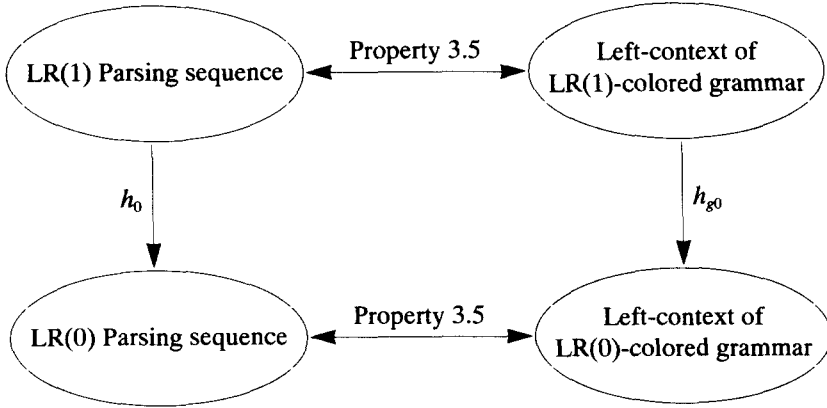 LR(1) Parsing sequence
Property 3.5
Left-context of
LR(1)-colored grammar
h0
hg0
LR(0) Parsing sequence
Property 3.5
Left-context of
LR(0)-colored grammar